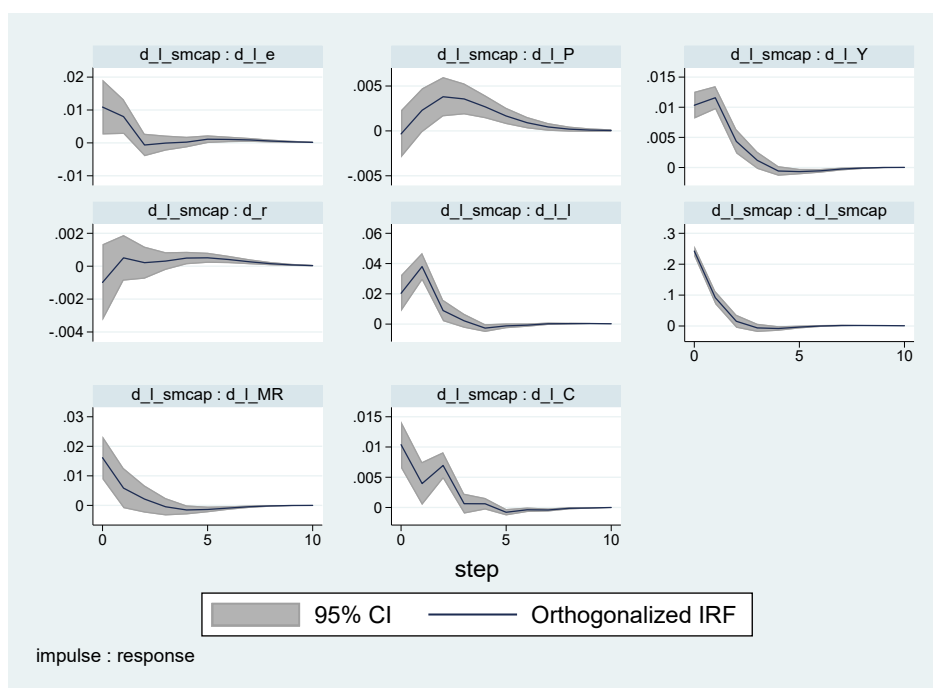 d_l_smcap : d_l_e
d_l_smcap : d_l_P
d_l_smcap : d_l_Y
.02
.01
0
-.01
.005
0
-.005
.015
.01
.005
0
d_l_smcap : d_r
d_l_smcap : d_l_I
d_l_smcap : d_l_smcap
.002
0
-.002
-.004
.06
.04
.02
0
.3
.2
.1
0
0 5 10
d_l_smcap : d_l_MR
d_l_smcap : d_l_C
.03
.02
.01
0
0 5 10
.015
.01
.005
0
0 5 10
step
95% CI
Orthogonalized IRF
impulse : response